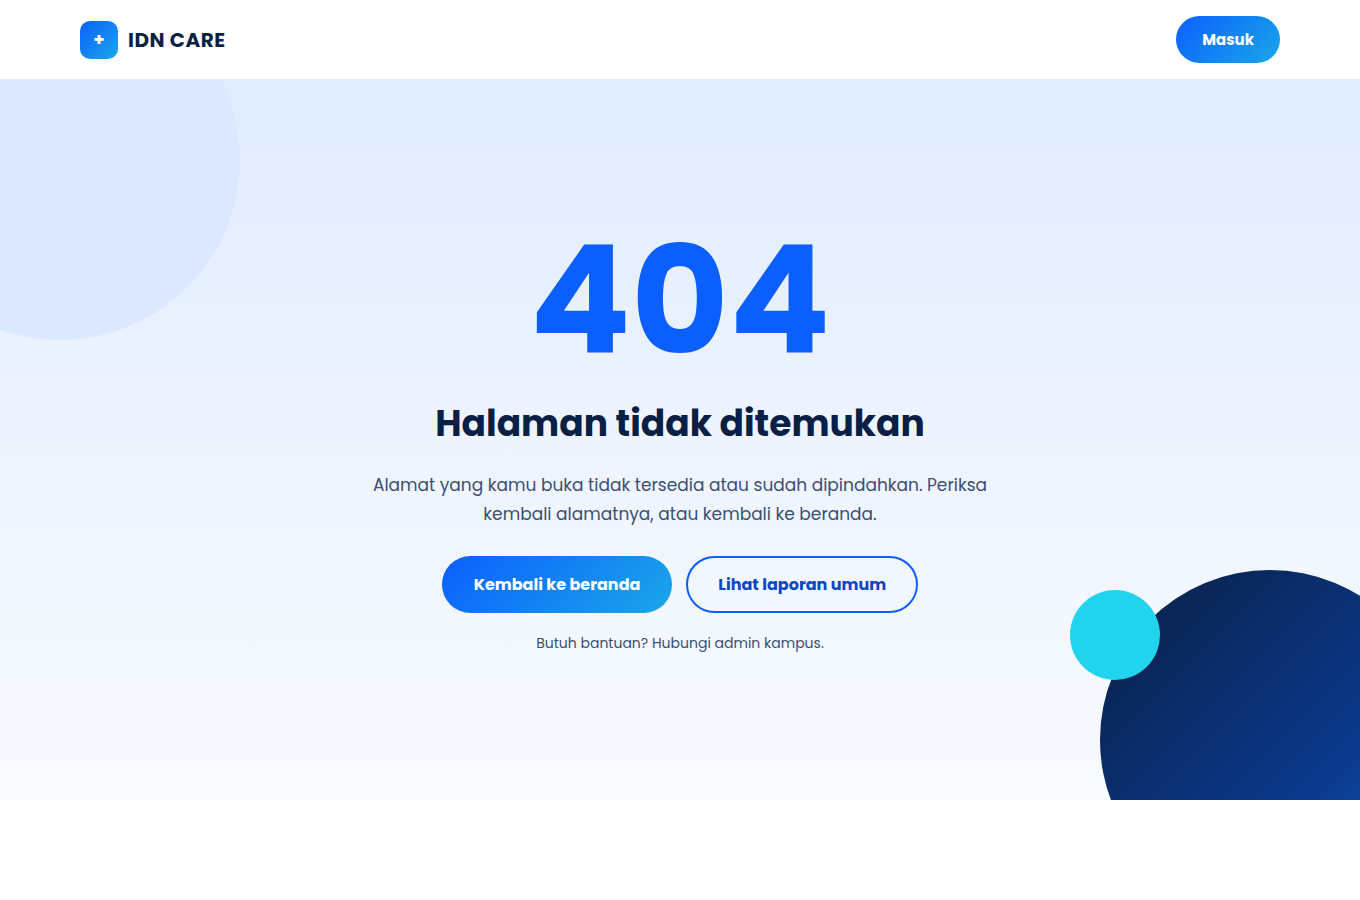 IDN CARE
Masuk
404
Halaman tidak ditemukan
Alamat yang kamu buka tidak tersedia atau sudah dipindahkan. Periksa
kembali alamatnya, atau kembali ke beranda.
Kembali ke beranda
Lihat laporan umum
Butuh bantuan? Hubungi admin kampus.